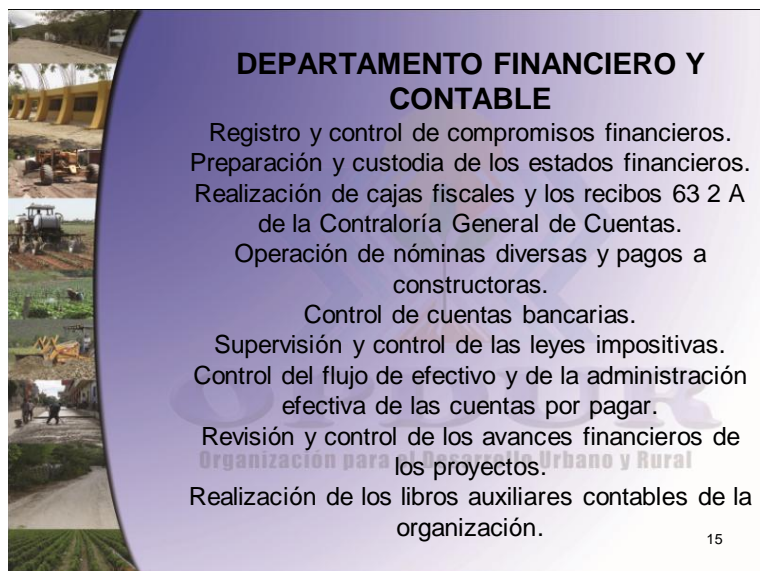 DEPARTAMENTO FINANCIERO Y
CONTABLE
Registro y control de compromisos financieros.
Preparación y custodia de los estados financieros.
Realización de cajas fiscales y los recibos 63 2 A
de la Contraloría General de Cuentas.
Operación de nóminas diversas y pagos a
constructoras.
Control de cuentas bancarias.
Supervisión y control de las leyes impositivas.
Control del flujo de efectivo y de la administración
efectiva de las cuentas por pagar.
OPDUR
Revisión y control de los avances financieros de
Organización para el Desarrollo Urbano y Rural
los proyectos.
Realización de los libros auxiliares contables de la
organización.
15